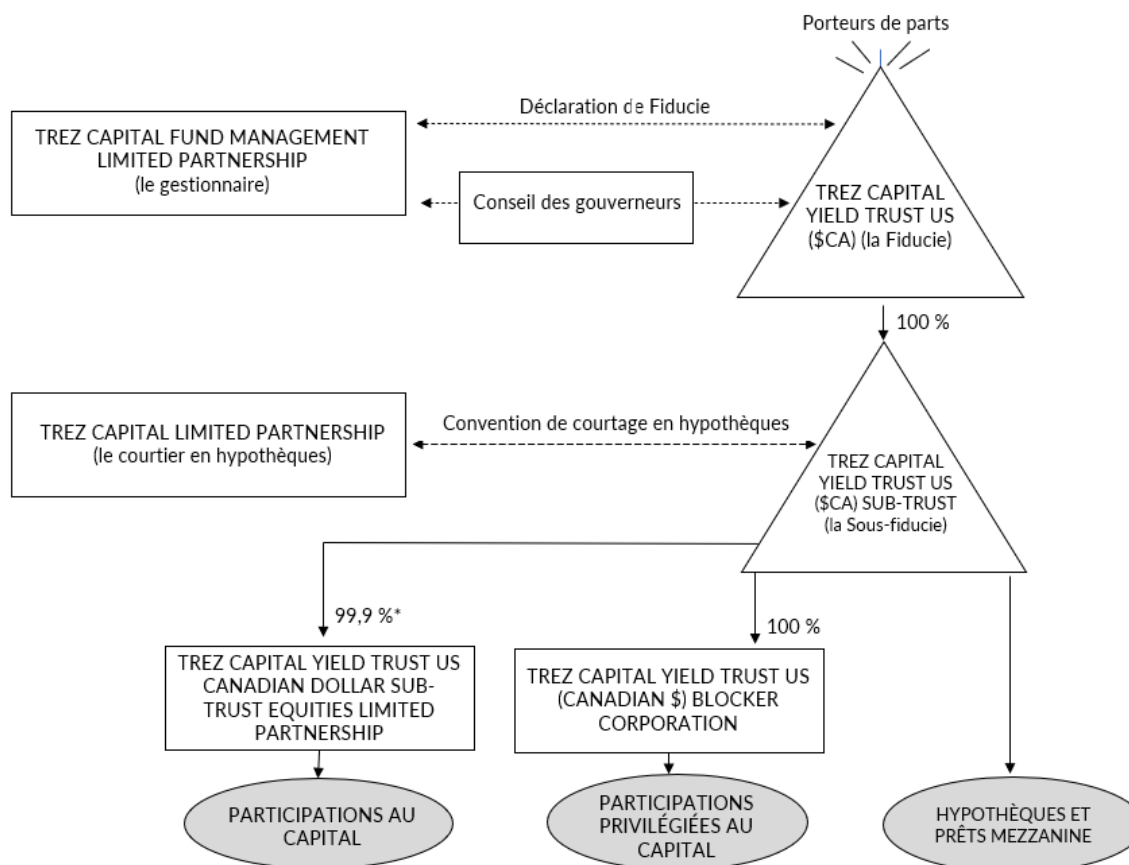 Porteurs de parts
Déclaration de Fiducie
TREZ CAPITAL FUND MANAGEMENT
LIMITED PARTNERSHIP
(le gestionnaire)
Conseil des gouverneurs
TREZ CAPITAL
YIELD TRUST US
($CA) (la Fiducie)
100 %
TREZ CAPITAL LIMITED PARTNERSHIP
(le courtier en hypothèques)
Convention de courtage en hypothèques
TREZ CAPITAL
YIELD TRUST US
($CA) SUB-TRUST
(la Sous-fiducie)
99,9 %*
100 %
TREZ CAPITAL YIELD TRUST US
CANADIAN DOLLAR SUB-
TRUST EQUITIES LIMITED
PARTNERSHIP
TREZ CAPITAL YIELD TRUST US
(CANADIAN $) BLOCKER
CORPORATION
PARTICIPATIONS AU
CAPITAL
PARTICIPATIONS
PRIVILÉGIÉES AU
CAPITAL
HYPOTHÈQUES ET
PRÊTS MEZZANINE